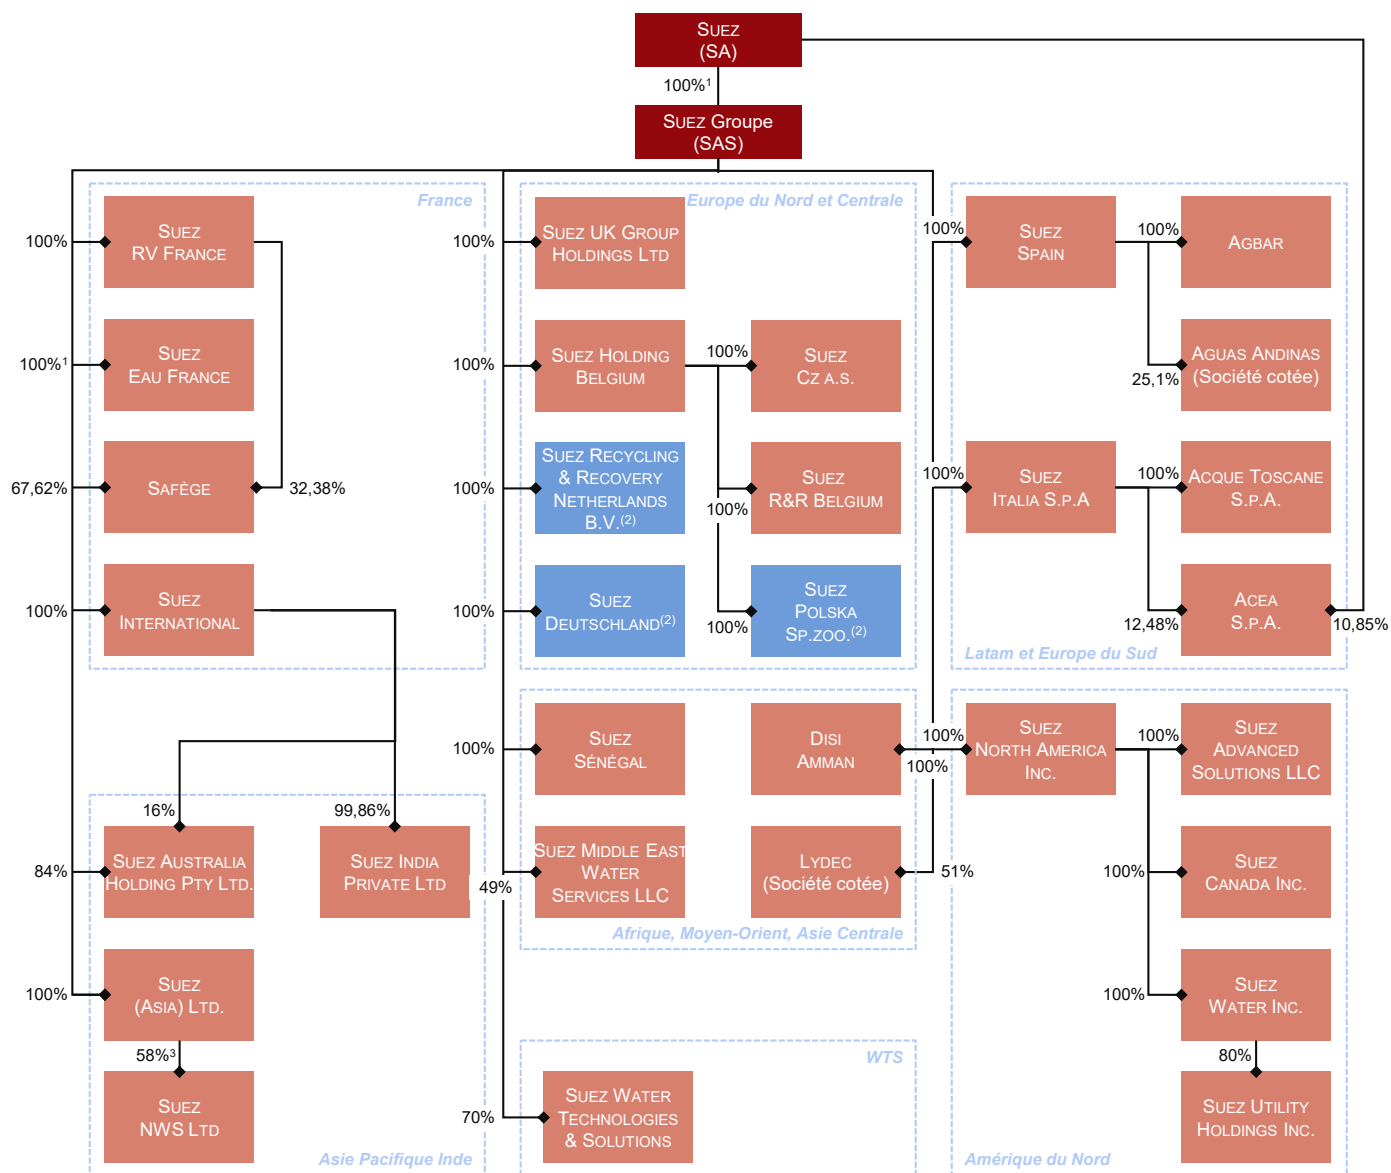 SUEZ
(SA)
100%¹
SUEZ Groupe
(SAS)
France
SUEZ
RV FRANCE
100%
SUEZ
EAU FRANCE
100%¹
SAFÈGE
67,62%
32,38%
SUEZ
INTERNATIONAL
100%
Europe du Nord et Centrale
SUEZ UK GROUP
HOLDINGS LTD
100%
SUEZ HOLDING
BELGIUM
100%
100%
SUEZ
CZ A.S.
SUEZ RECYCLING
& RECOVERY
NETHERLANDS
B.V.(2)
100%
100%
SUEZ
R&R BELGIUM
SUEZ
DEUTSCHLAND(2)
100%
100%
SUEZ
POLSKA
SP.ZOO.(2)
100%
SUEZ
SPAIN
100%
AGBAR
25,1%
AGUAS ANDINAS
(Société cotée)
100%
SUEZ
ITALIA S.P.A
100%
ACQUE TOSCANE
S.P.A.
12,48%
ACEA
S.P.A.
10,85%
Latam et Europe du Sud
100%
SUEZ
SÉNÉGAL
DISI
AMMAN
100%
49%
SUEZ MIDDLE EAST
WATER
SERVICES LLC
LYDEC
(Société cotée)
51%
Afrique, Moyen-Orient, Asie Centrale
100%
SUEZ
NORTH AMERICA
INC.
100%
SUEZ
ADVANCED
SOLUTIONS LLC
100%
SUEZ
CANADA INC.
100%
SUEZ
WATER INC.
80%
SUEZ UTILITY
HOLDINGS INC.
Amérique du Nord
16%
99,86%
84%
SUEZ AUSTRALIA
HOLDING PTY LTD.
SUEZ INDIA
PRIVATE LTD
100%
SUEZ
(ASIA) LTD.
58%³
SUEZ
NWS LTD
Asie Pacifique Inde
WTS
70%
SUEZ WATER
TECHNOLOGIES
& SOLUTIONS